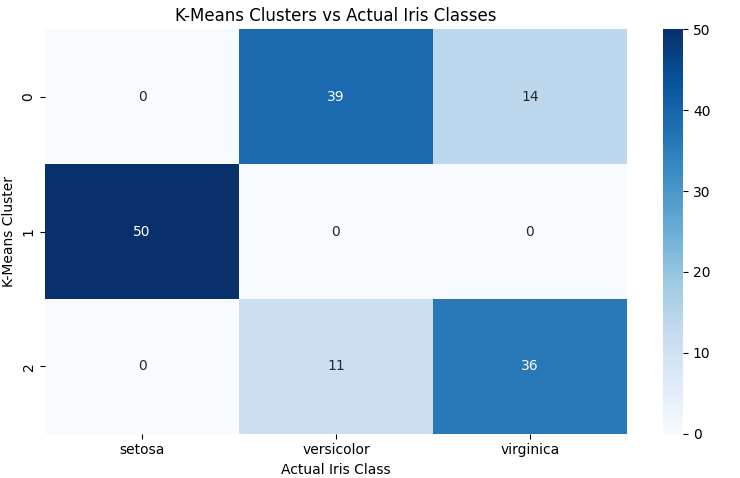 K-Means Clusters vs Actual Iris Classes
K-Means Cluster
0
1
2
0 39 14
50 0 0
0 11 36
setosa versicolor virginica
Actual Iris Class
50
40
30
20
10
0